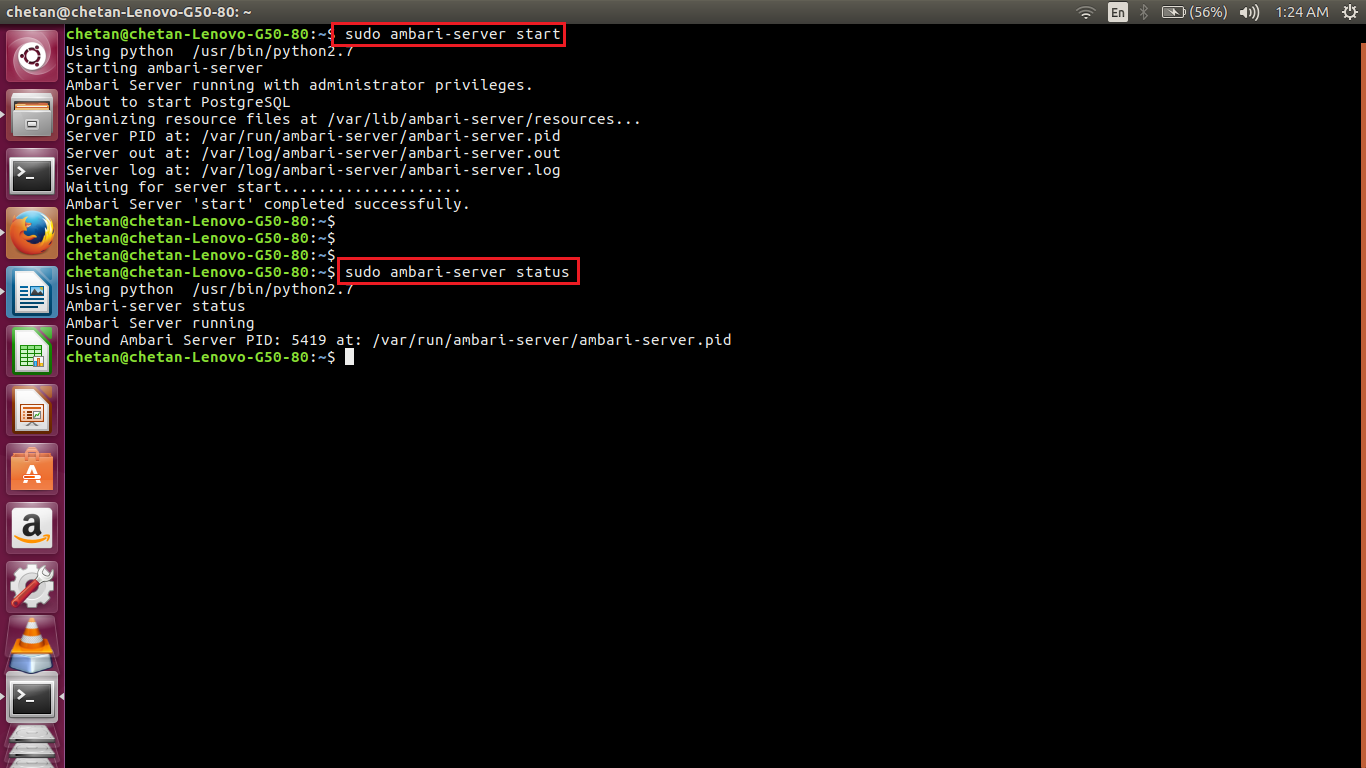 chetan@chetan-Lenovo-G50-80: ~
En
(56%)
1:24 AM
chetan@chetan-Lenovo-G50-80:~$ sudo ambari-server start
Using python  /usr/bin/python2.7
Starting ambari-server
Ambari Server running with administrator privileges.
About to start PostgreSQL
Organizing resource files at /var/lib/ambari-server/resources...
Server PID at: /var/run/ambari-server/ambari-server.pid
Server out at: /var/log/ambari-server/ambari-server.out
Server log at: /var/log/ambari-server/ambari-server.log
Waiting for server start....................
Ambari Server 'start' completed successfully.
chetan@chetan-Lenovo-G50-80:~$
chetan@chetan-Lenovo-G50-80:~$
chetan@chetan-Lenovo-G50-80:~$
chetan@chetan-Lenovo-G50-80:~$ sudo ambari-server status
Using python  /usr/bin/python2.7
Ambari-server status
Ambari Server running
Found Ambari Server PID: 5419 at: /var/run/ambari-server/ambari-server.pid
chetan@chetan-Lenovo-G50-80:~$